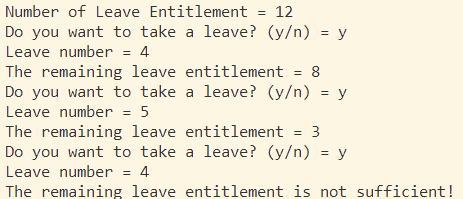 Number of Leave Entitlement = 12
Do you want to take a leave? (y/n) = y
Leave number = 4
The remaining leave entitlement = 8
Do you want to take a leave? (y/n) = y
Leave number = 5
The remaining leave entitlement = 3
Do you want to take a leave? (y/n) = y
Leave number = 4
The remaining leave entitlement is not sufficient!